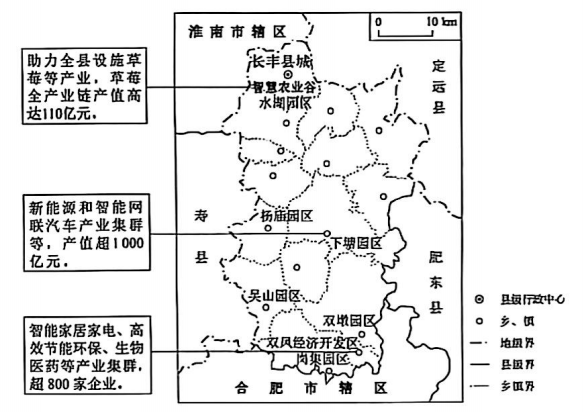 淮南市辖区
0 10 km
助力全县设施草
莓等产业，草莓
全产业链产值高
达110亿元。
长丰县城
智慧农业谷
水湖园区
定远县
新能源和智能网
联汽车产业集群
等，产值超1000
亿元。
寿县
杨庙园区
下塘园区
肥东县
吴山园区
双墩园区
智能家居家电、高
效节能环保、生物
医药等产业集群，
超800家企业。
双凤经济开发区
岗集园区
合肥市辖区
县级行政中心
乡、镇
地级界
县级界
乡镇界